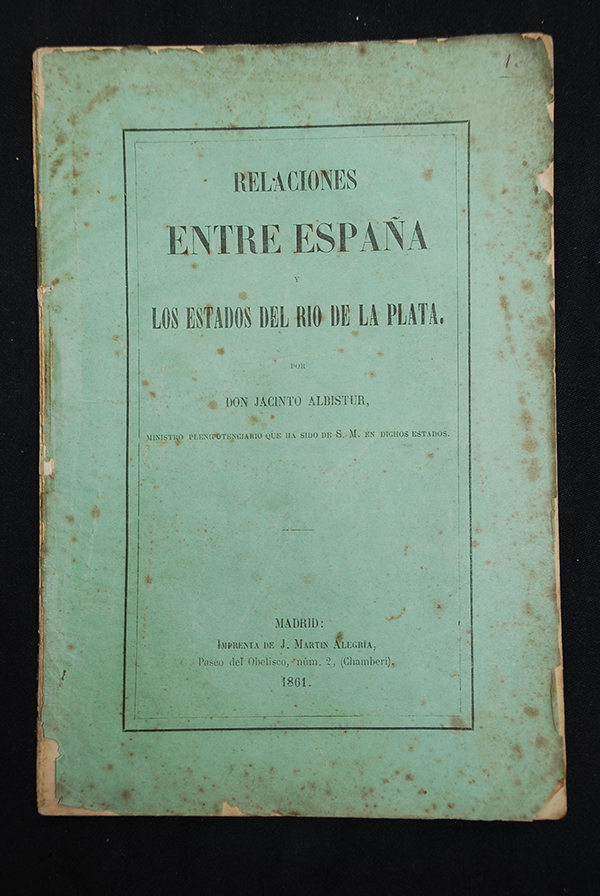 1.
RELACIONES
ENTRE ESPAÑA
Y
LOS ESTADOS DEL RIO DE LA PLATA.
POR
DON JACINTO ALBISTUR,
MINISTRO PLENIPOTENCIARIO QUE HA SIDO DE S. M. EN DICHOS ESTADOS.
MADRID:
IMPRENTA DE J. MARTIN ALEGRIA,
Paseo del Obelisco, núm. 2, (Chamberí).
1861.